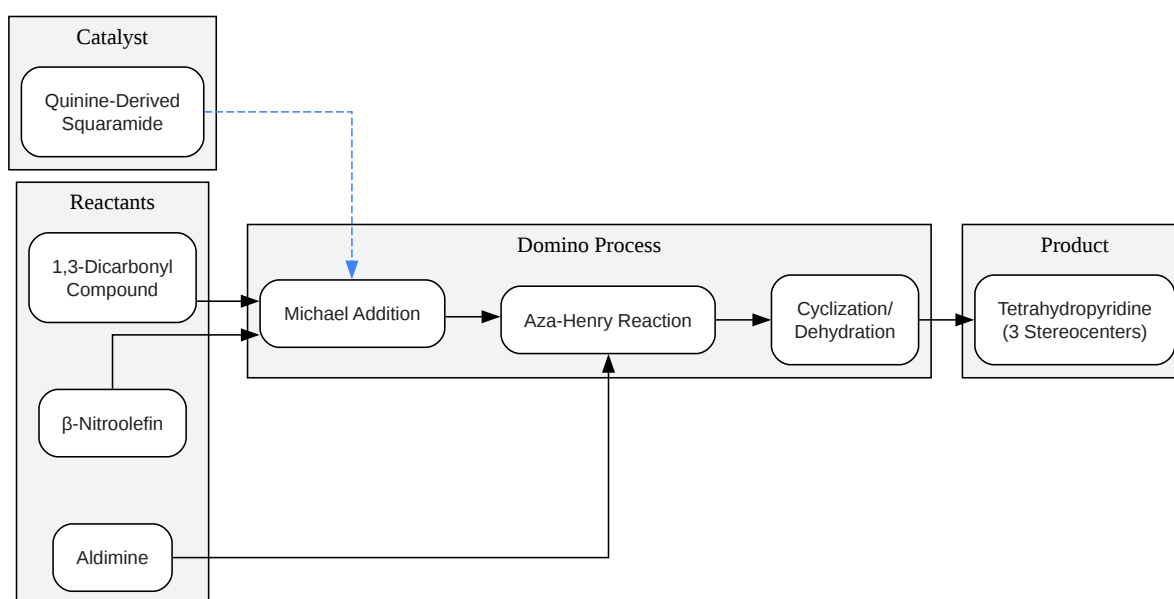 Catalyst
Quinine-Derived
Squaramide
Reactants
1,3-Dicarbonyl
Compound
β-Nitroolefin
Aldimine
Domino Process
Michael Addition
Aza-Henry Reaction
Cyclization/
Dehydration
Product
Tetrahydropyridine
(3 Stereocenters)